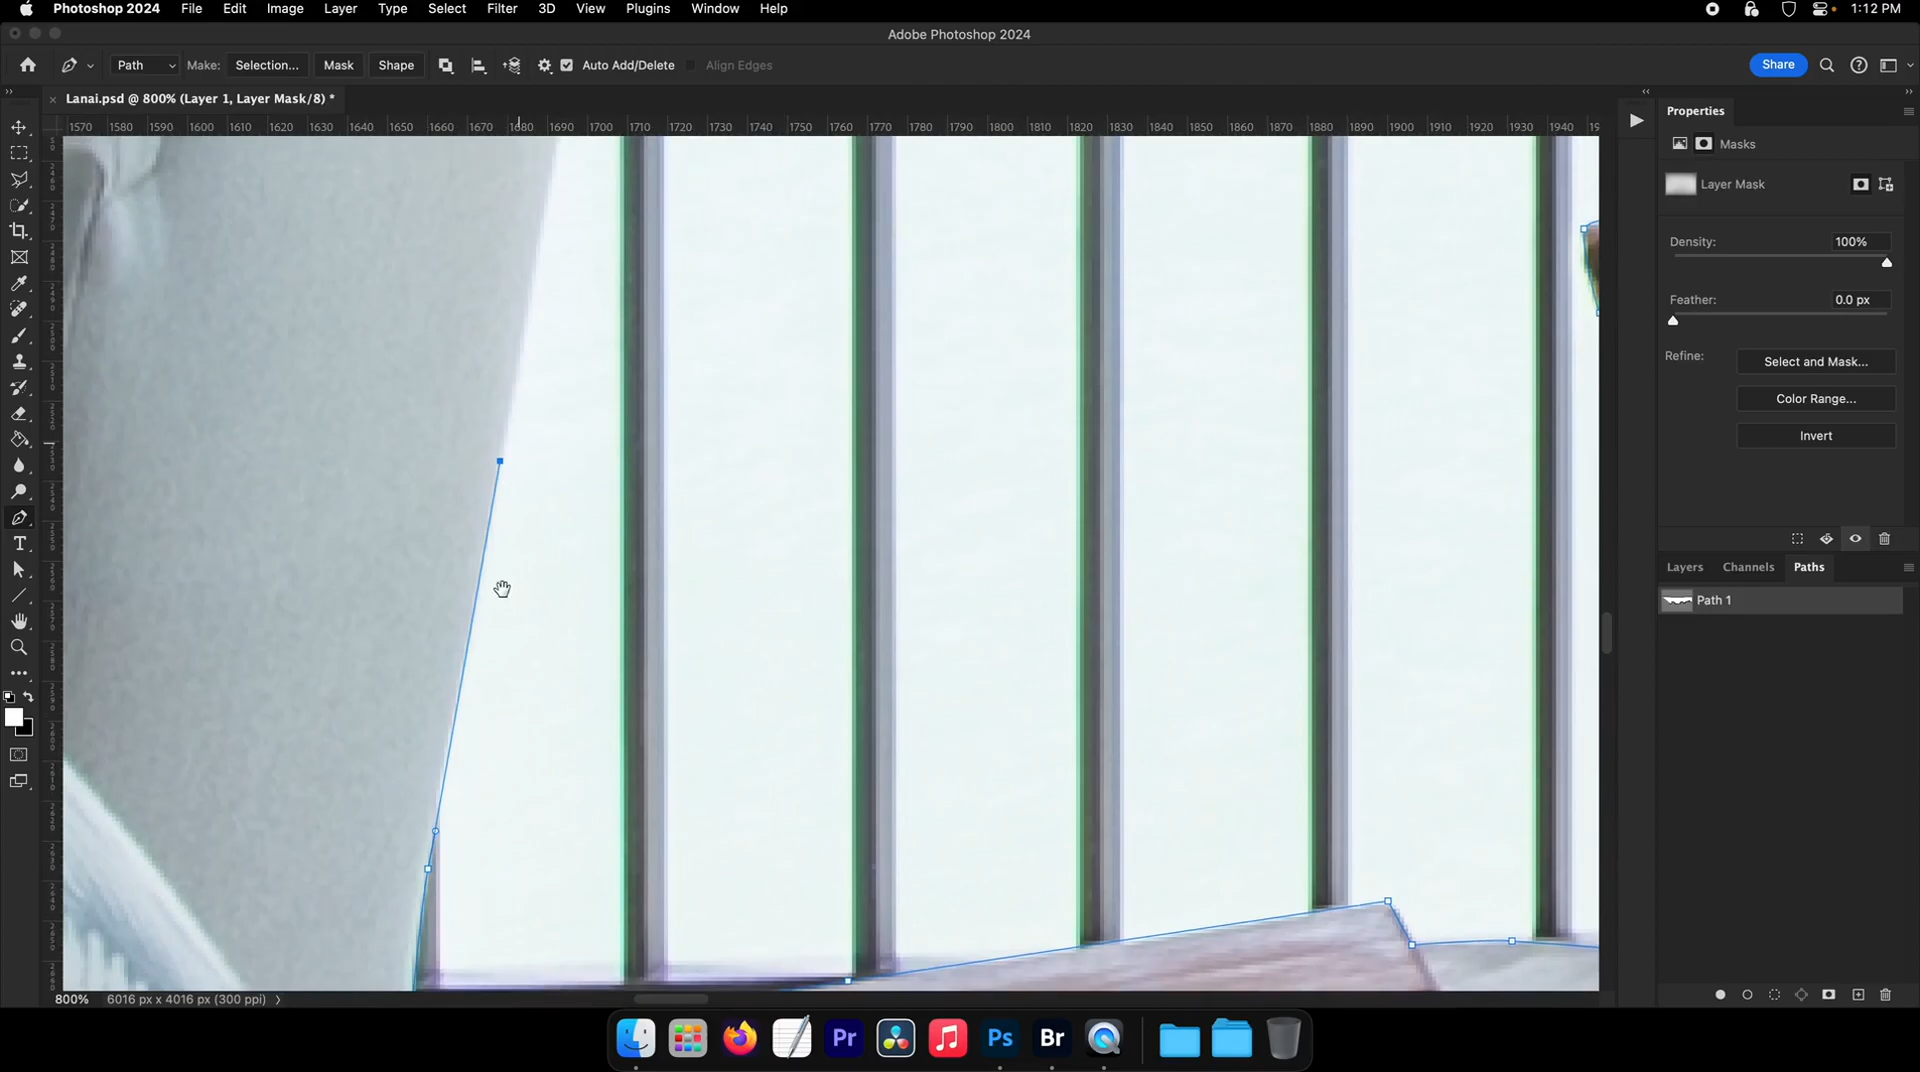 Photoshop 2024 File Edit Image Layer Type Select Filter 3D View Plugins Window Help 1:12 PM
Adobe Photoshop 2024
Path Make: Selection... Mask Shape Auto Add/Delete Align Edges Share
Lanai.psd @ 800% (Layer 1, Layer Mask/8) *
1570 1580 1590 1600 1610 1620 1630 1640 1650 1660 1670 1680 1690 1700 1710 1720 1730 1740 1750 1760 1770 1780 1790 1800 1810 1820 1830 1840 1850 1860 1870 1880 1890 1900 1910 1920 1930 1940
Properties
Masks
Layer Mask
Density: 100%
Feather: 0.0 px
Refine: Select and Mask...
Color Range...
Invert
Layers Channels Paths
Path 1
T
800% 6016 px x 4016 px (300 ppi)
Pr Ps Br